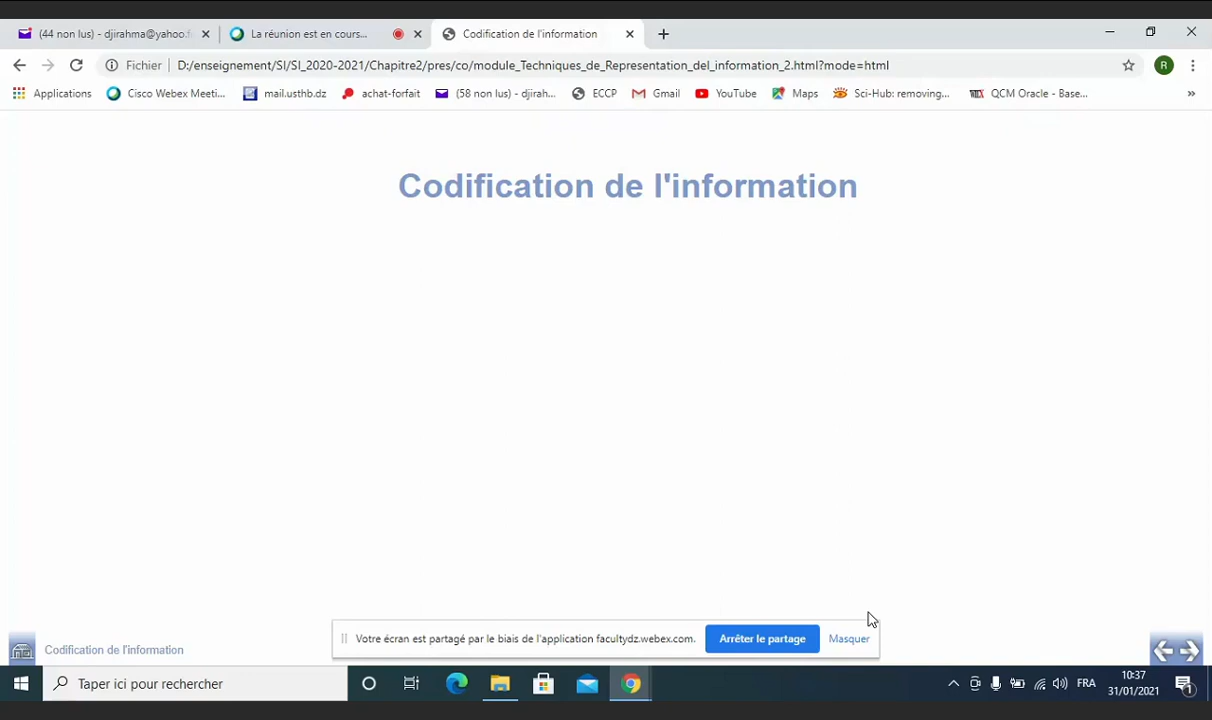 (44 non lus) - djirahma@yahoo.f
La réunion est en cours...
Codification de l'information
Fichier
D:/enseignement/SI/SI_2020-2021/Chapitre2/pres/co/module_Techniques_de_Representation_del_information_2.html?mode=html
R
Applications
Cisco Webex Meeti...
mail.usthb.dz
achat-forfait
(58 non lus) - djirah...
ECCP
Gmail
YouTube
Maps
Sci-Hub: removing...
QCM Oracle - Base...
»
Codification de l'information
Votre écran est partagé par le biais de l'application facultydz.webex.com.
Arrêter le partage
Masquer
Codification de l'information
Taper ici pour rechercher
FRA
10:37
31/01/2021
1